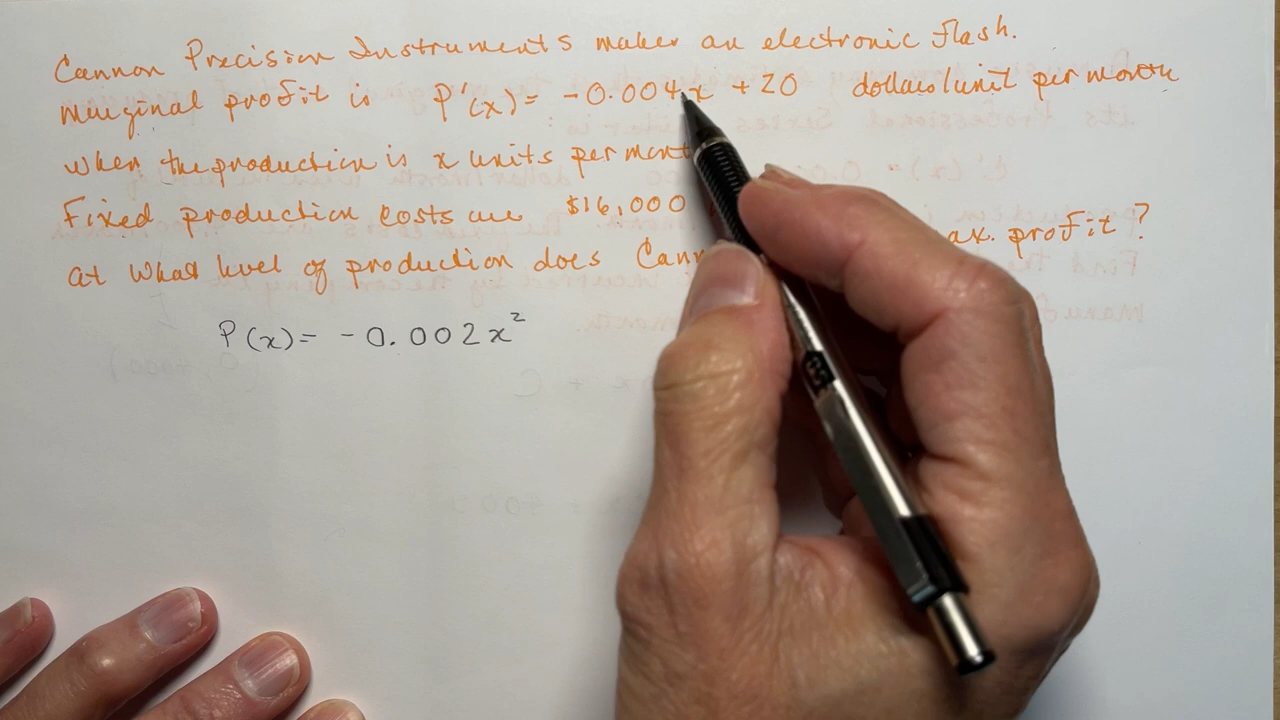 Cannon Precision Instruments makes an electronic flash.
Marginal profit is P'(x) = -0.004x + 20 dollars/unit per month
when the production is x units per mont
Fixed production costs are $16,000
at what level of production does Cann ax. profit?
P(x) = -0.002x²